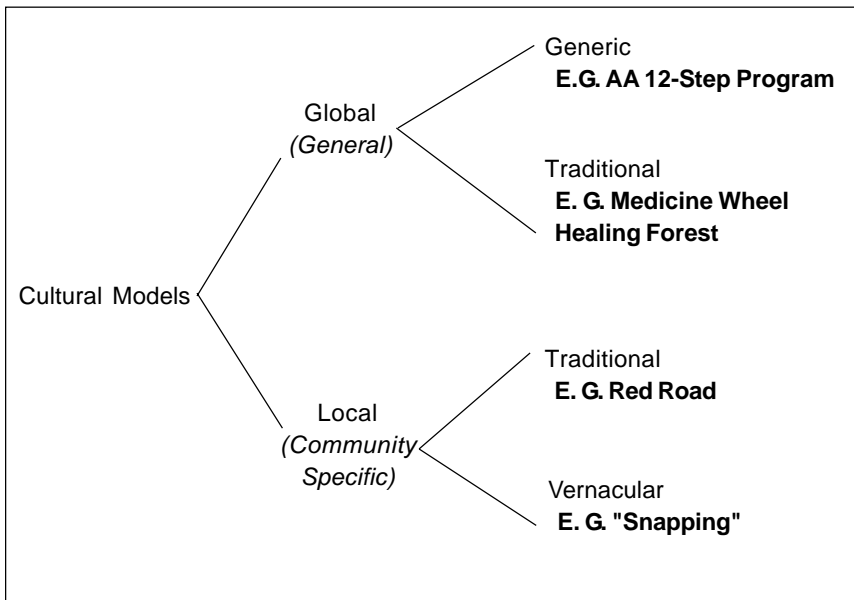 Generic
E.G. AA 12-Step Program
Global
(General)
Traditional
E. G. Medicine Wheel
Healing Forest
Cultural Models
Traditional
E. G. Red Road
Local
(Community
Specific)
Vernacular
E. G. "Snapping"